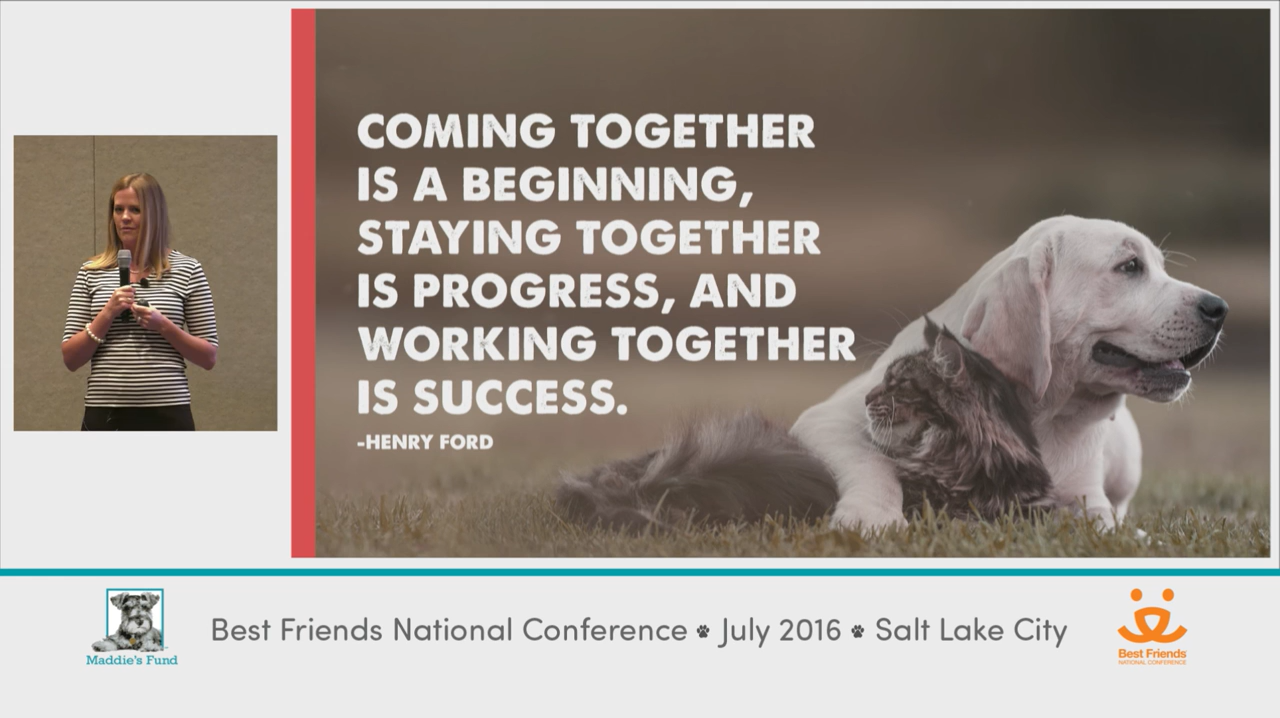 COMING TOGETHER
IS A BEGINNING,
STAYING TOGETHER
IS PROGRESS, AND
WORKING TOGETHER
IS SUCCESS.
-HENRY FORD
Maddie's Fund
Best Friends National Conference July 2016 Salt Lake City
Best Friends
NATIONAL CONFERENCE